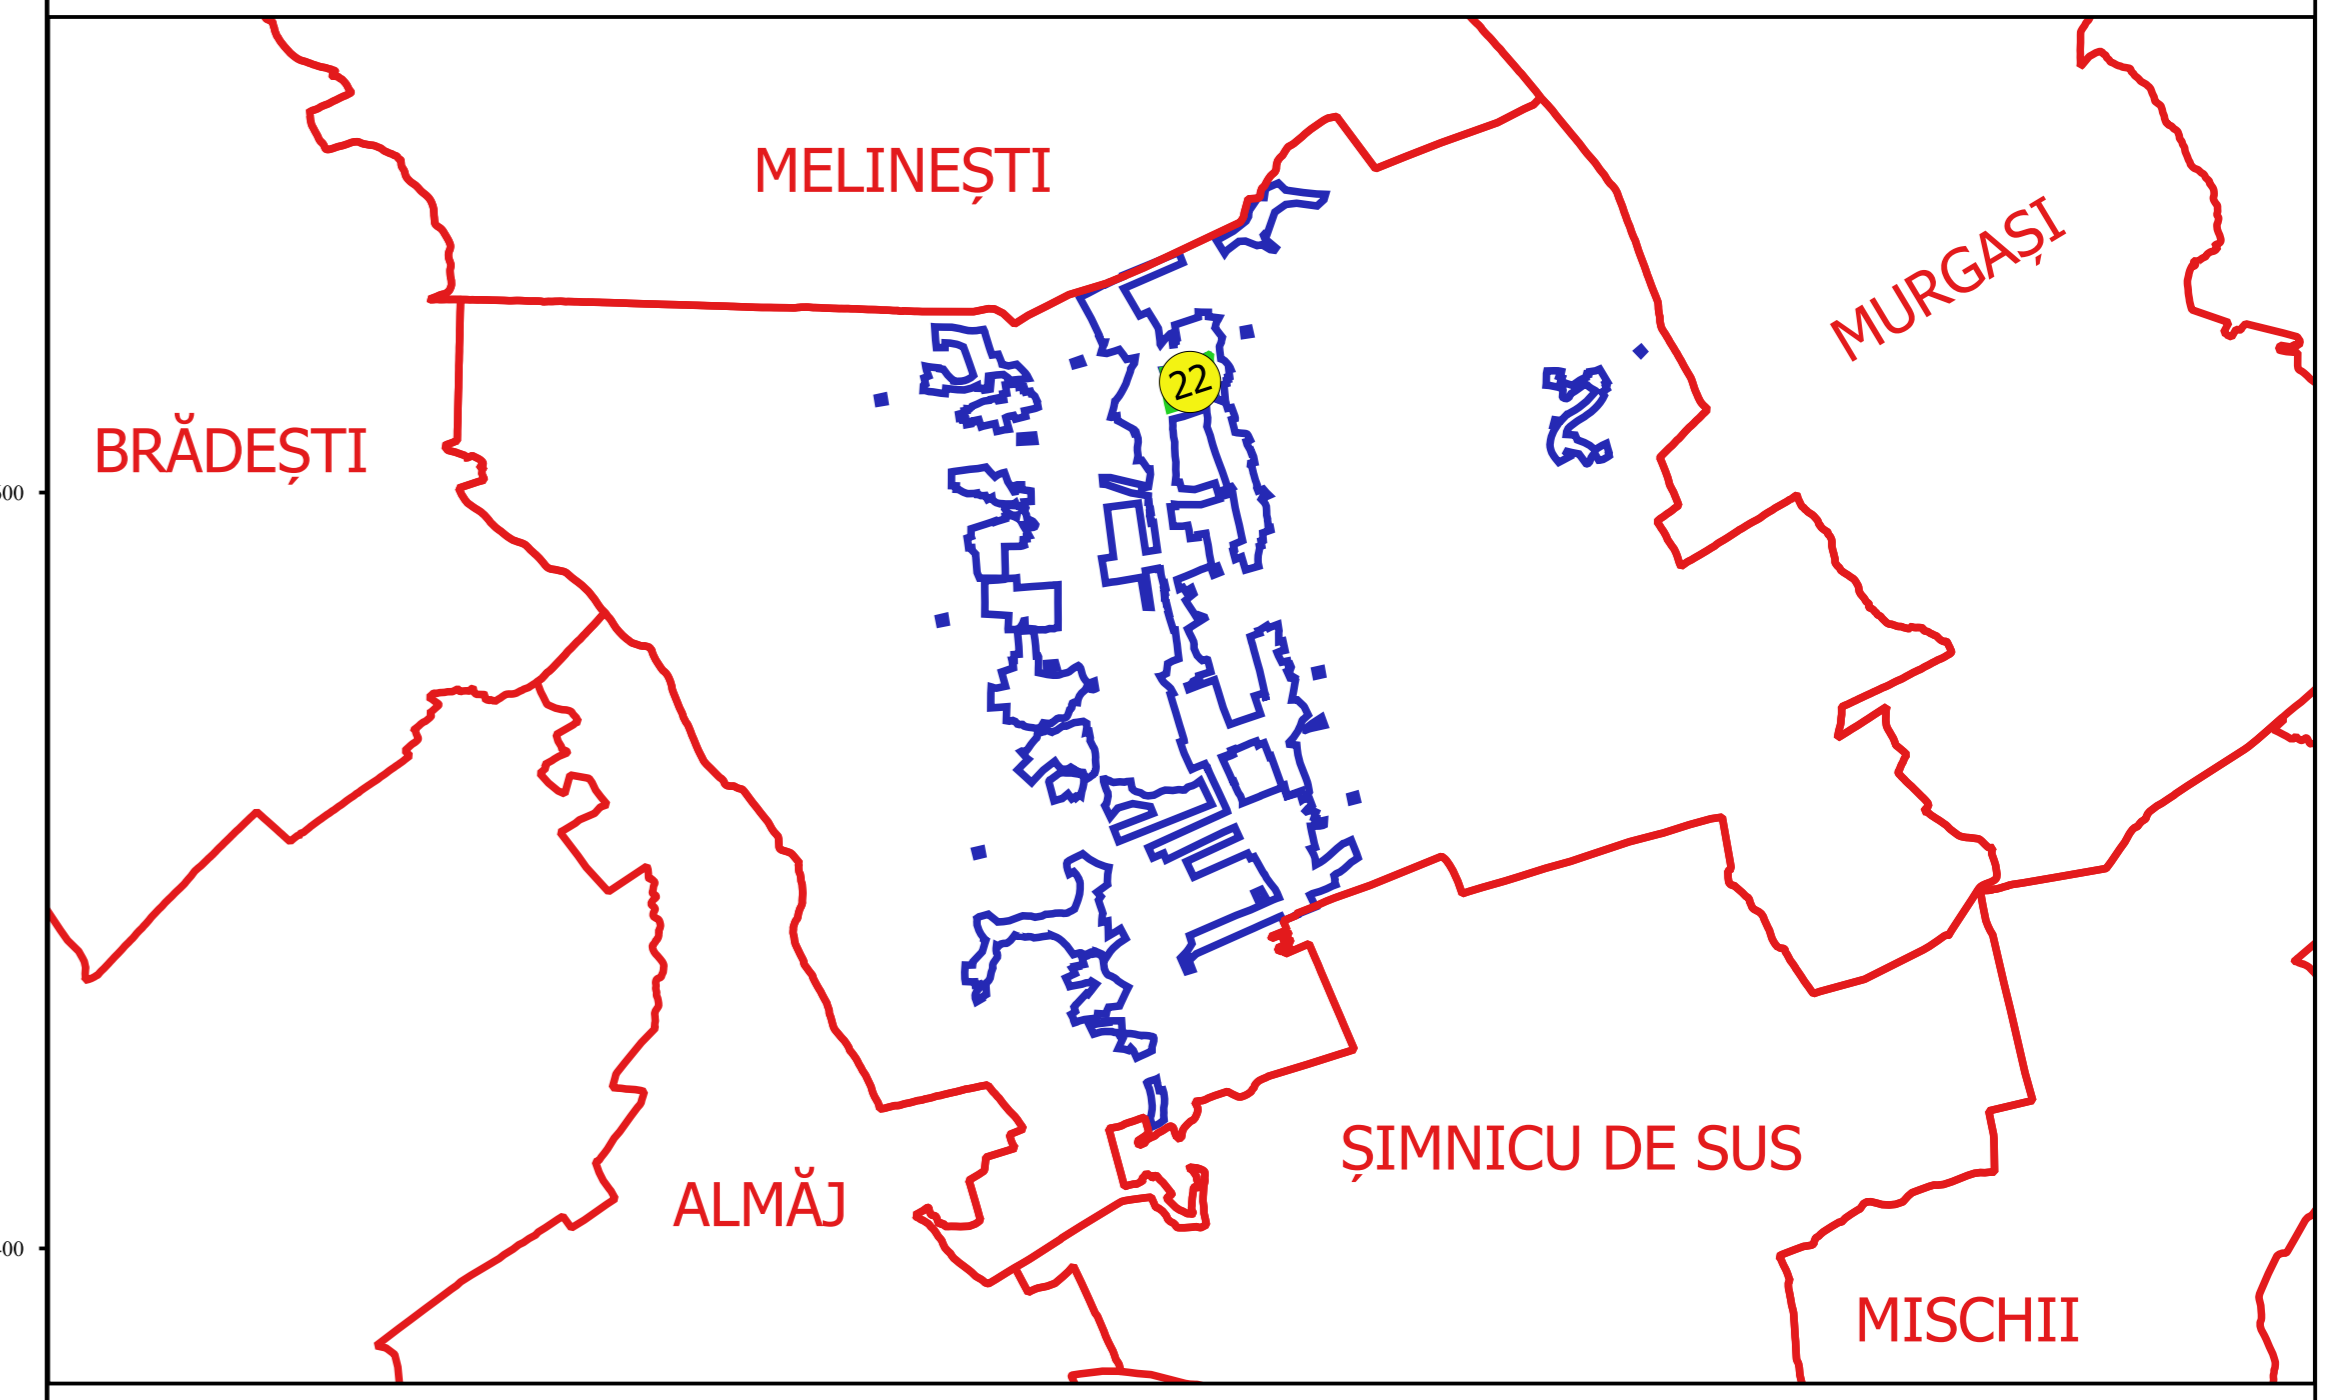 MELINEȘTI
MURGAȘI
22
BRĂDEȘTI
ȘIMNICU DE SUS
ALMĂJ
MISCHII